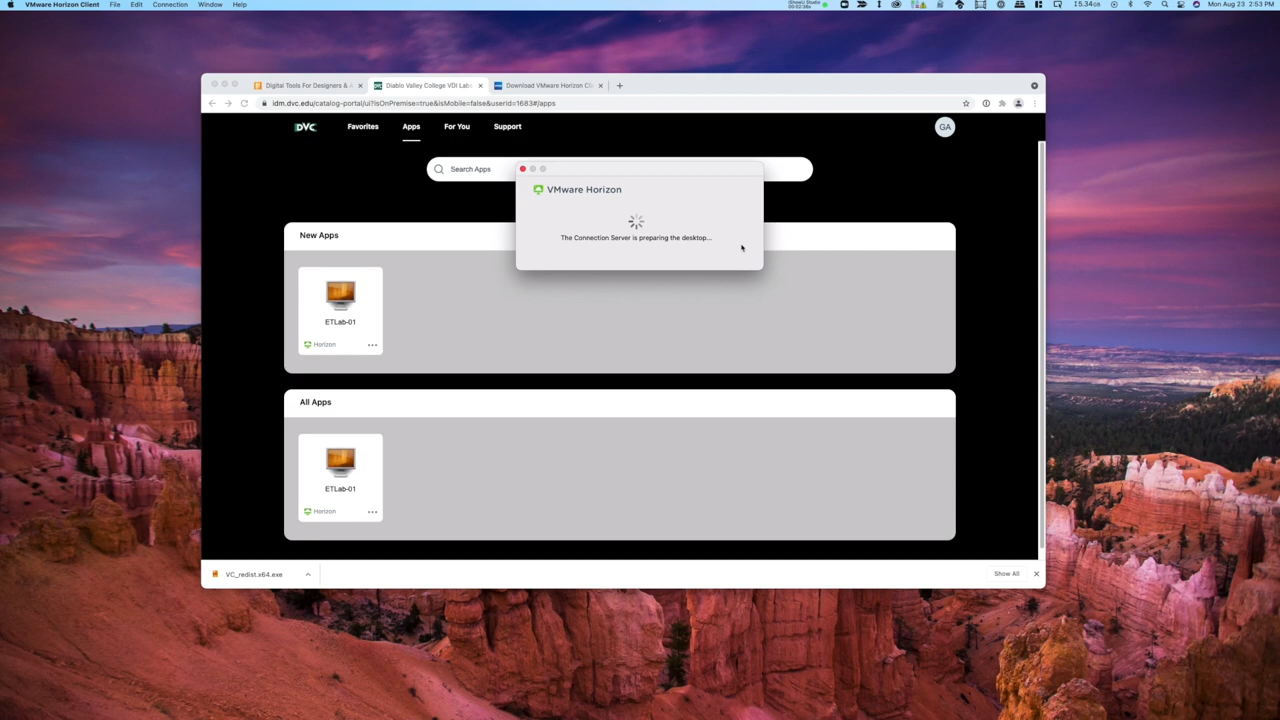 VMware Horizon Client File Edit Connection Window Help
Mon Aug 23 2:53 PM
Digital Tools For Designers & A
Diablo Valley College VDI Lab
Download VMware Horizon Cli
idm.dvc.edu/catalog-portal/ui?isOnPremise=true&isMobile=false&userId=1683#/apps
DVC Favorites Apps For You Support GA
Search Apps
VMware Horizon
The Connection Server is preparing the desktop...
New Apps
ETLab-01
Horizon
All Apps
ETLab-01
Horizon
VC_redist.x64.exe
Show All